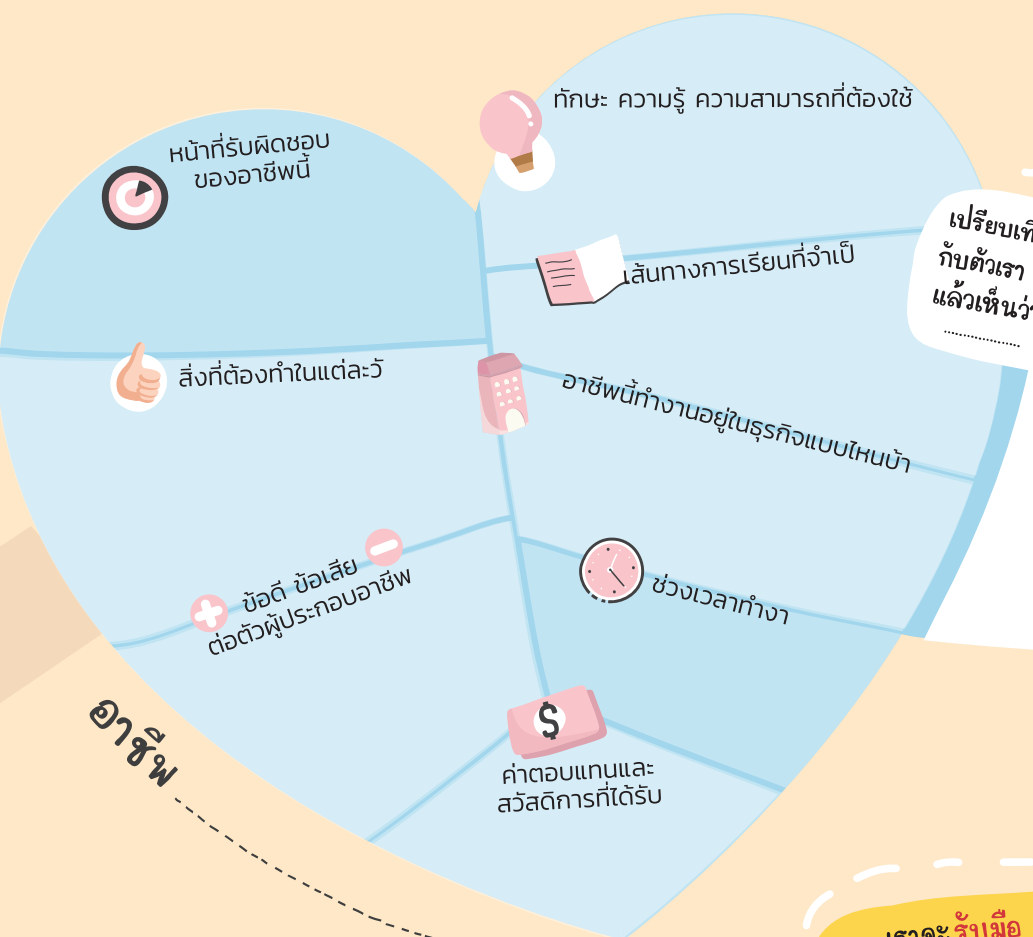 ทักษะ ความรู้ ความสามารถที่ต้องใช้
หน้าที่รับผิดชอบ
ของอาชีพนี้
เปรียบเที
กับตัวเรา
แล้วเห็นว่า
....................
เส้นทางการเรียนที่จำเป็
สิ่งที่ต้องทำในแต่ละวั
อาชีพนี้ทำงานอยู่ในธุรกิจแบบไหนบ้า
ข้อดี ข้อเสีย
ต่อตัวผู้ประกอบอาชีพ
ช่วงเวลาทำงา
อาชีพ
$
ค่าตอบแทนและ
สวัสดิการที่ได้รับ
รับมือ